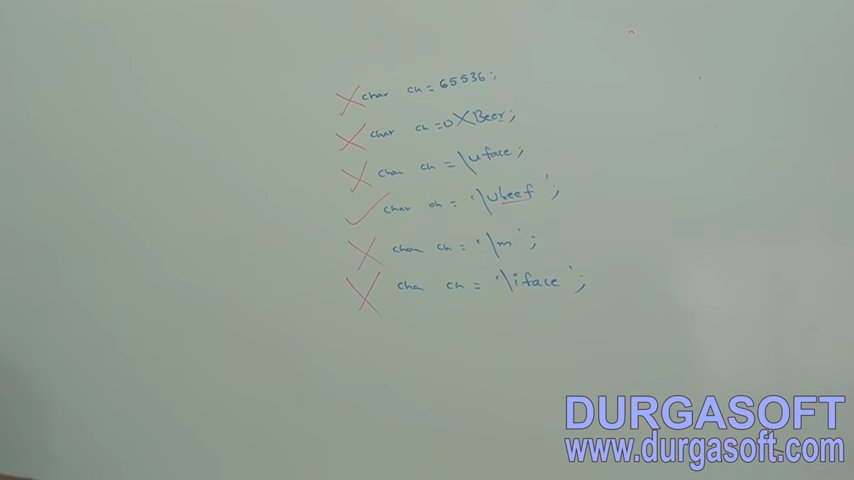 char ch = 65536;
char ch = 0XBeer;
char ch = \uface;
char ch = '\ubeef';
char ch = '\m';
char ch = '\iface';
DURGASOFT
www.durgasoft.com